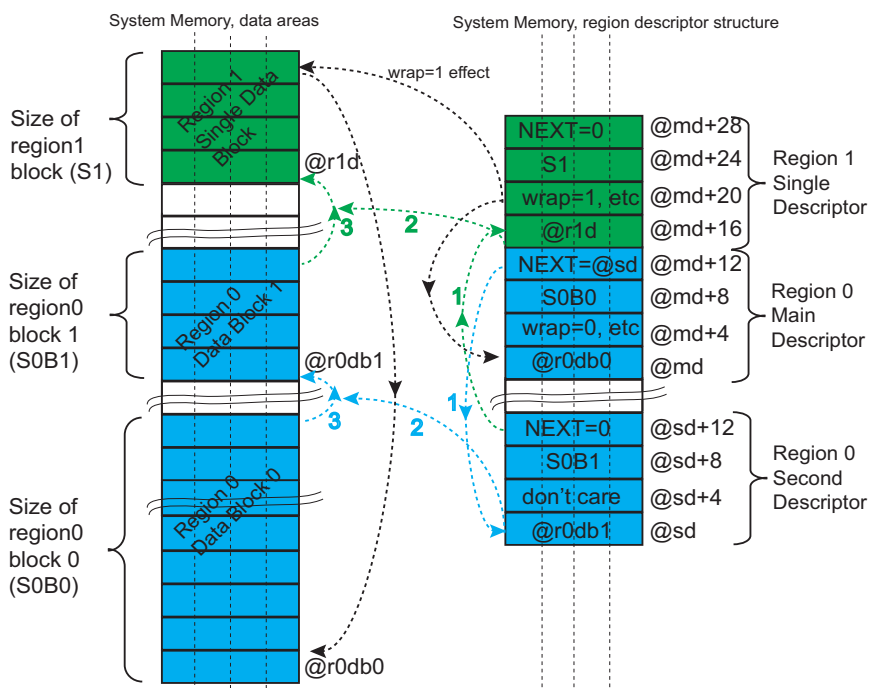 System Memory, data areas
System Memory, region descriptor structure
wrap=1 effect
Size of
region1
block (S1)
Region 1
Single Data
Block
@r1d
3
2
Size of
region0
block 1
(S0B1)
Region 0
Data Block 1
@r0db1
3
2
Size of
region0
block 0
(S0B0)
Region 0
Data Block 0
@r0db0
1
1
NEXT=0
@md+28
S1
@md+24
wrap=1, etc
@md+20
@r1d
@md+16
Region 1
Single
Descriptor
NEXT=@sd
@md+12
S0B0
@md+8
wrap=0, etc
@md+4
@r0db0
@md
Region 0
Main
Descriptor
NEXT=0
@sd+12
S0B1
@sd+8
don't care
@sd+4
@r0db1
@sd
Region 0
Second
Descriptor